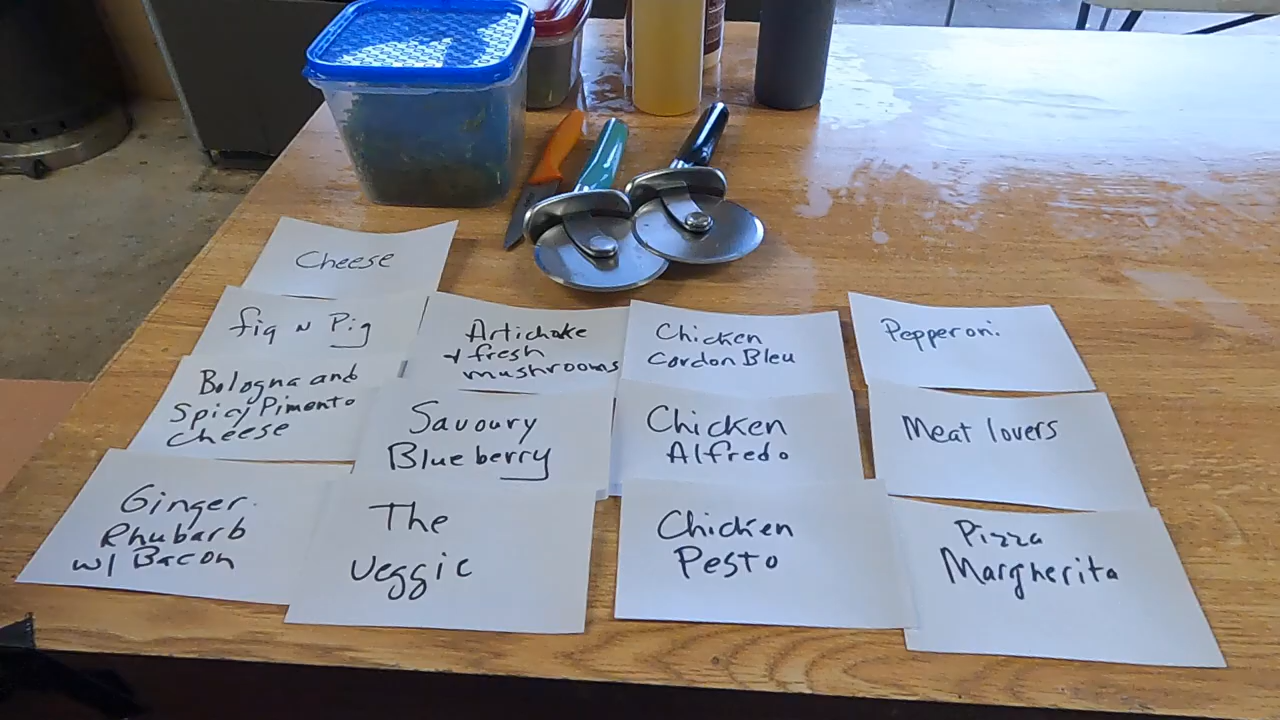 Cheese
fig N Pig
Bologna and
Spicy Pimento
Cheese
Ginger
Rhubarb
w/ Bacon
Artichoke
+ fresh
mushrooms
Savoury
Blueberry
The
Veggie
Chicken
Cordon Bleu
Chicken
Alfredo
Chicken
Pesto
Pepperoni
Meat lovers
Pizza
Margherita